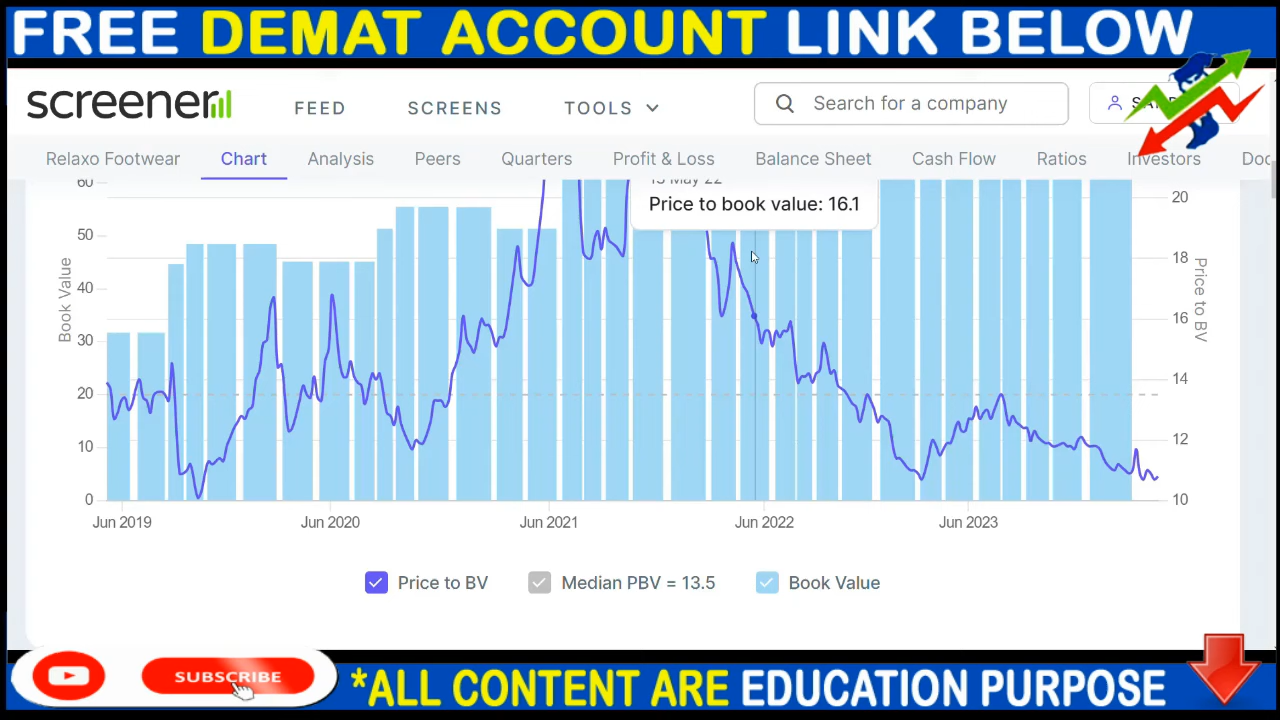 FREE DEMAT ACCOUNT LINK BELOW
screener
FEED SCREENS TOOLS
Search for a company
Relaxo Footwear Chart Analysis Peers Quarters Profit & Loss Balance Sheet Cash Flow Ratios Investors
Price to book value: 16.1
60 20
50
18
40
16
30
14
20
12
10
0 10
Book Value
Price to BV
Jun 2019 Jun 2020 Jun 2021 Jun 2022 Jun 2023
Price to BV Median PBV = 13.5 Book Value
SUBSCRIBE
*ALL CONTENT ARE EDUCATION PURPOSE